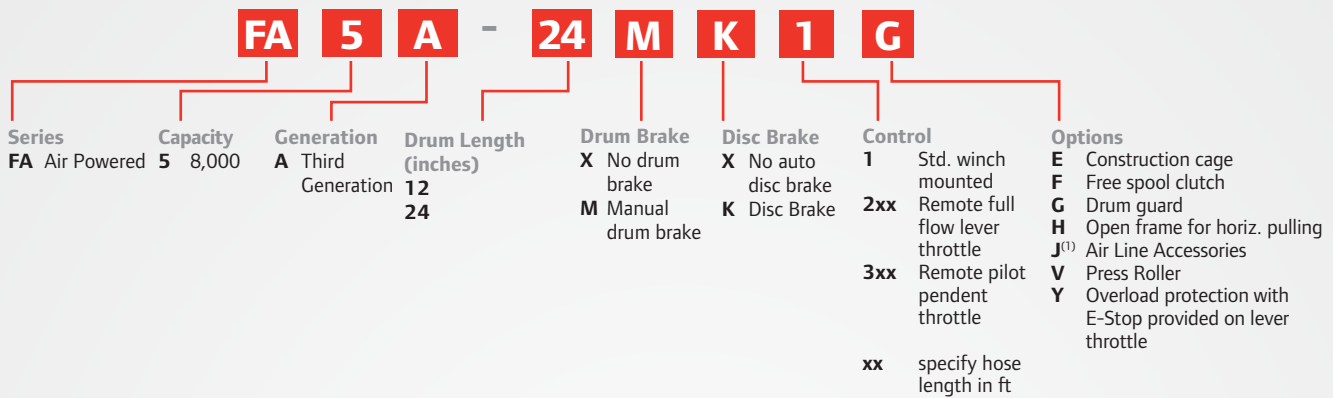 FA 5 A - 24 M K 1 G
Series
FA Air Powered
Capacity
5 8,000
Generation
A Third
Generation
Drum Length
(inches)
12
24
Drum Brake
X No drum
brake
M Manual
drum brake
Disc Brake
X No auto
disc brake
K Disc Brake
Control
1 Std. winch
mounted
2xx Remote full
flow lever
throttle
3xx Remote pilot
pendent
throttle
xx specify hose
length in ft
Options
E Construction cage
F Free spool clutch
G Drum guard
H Open frame for horiz. pulling
J(1) Air Line Accessories
V Press Roller
Y Overload protection with
E-Stop provided on lever
throttle